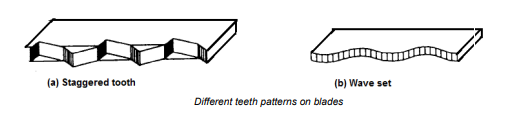 (a) Staggered tooth
(b) Wave set
Different teeth patterns on blades